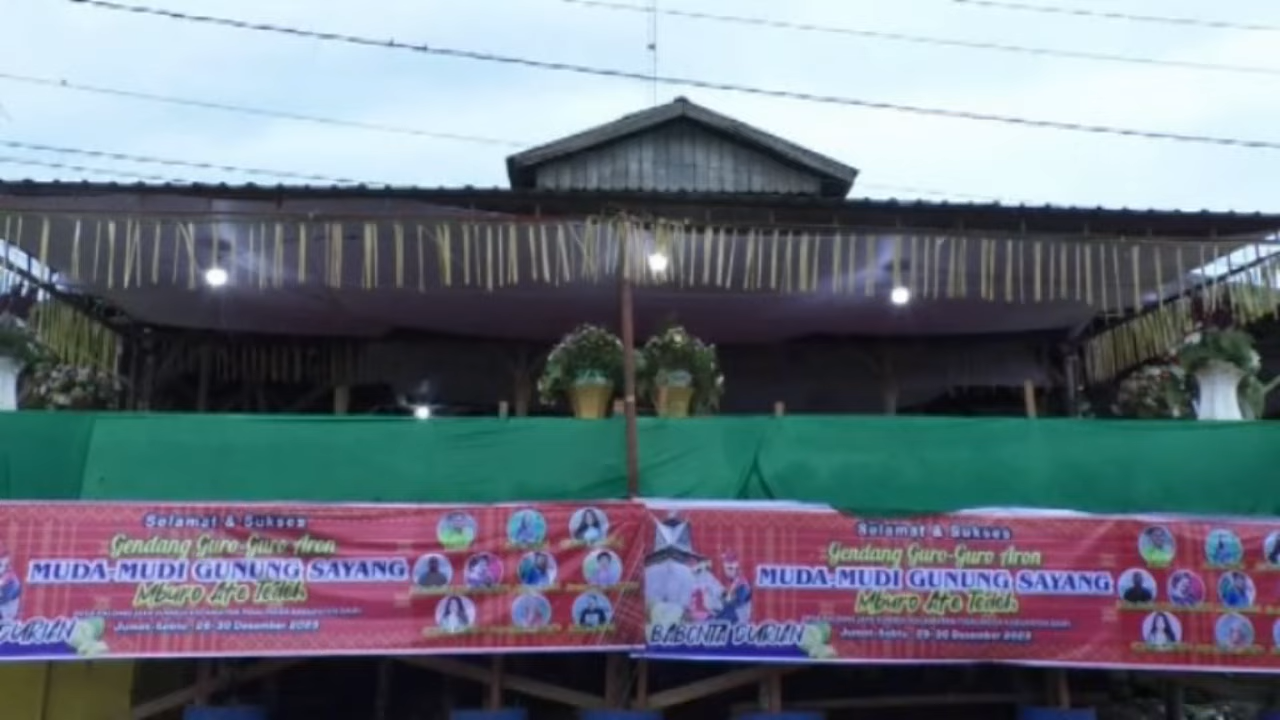 Selamat & Sukses
Gendang Guro-Guro Aron
MUDA-MUDI GUNUNG SAYANG
Mburo Ate Tedeh
Jumat-Sabtu, 29-30 Desember 2023
DURIAN
Selamat & Sukses
Gendang Guro-Guro Aron
MUDA-MUDI GUNUNG SAYANG
Mburo Ate Tedeh
Jumat-Sabtu, 29-30 Desember 2023
DURIAN